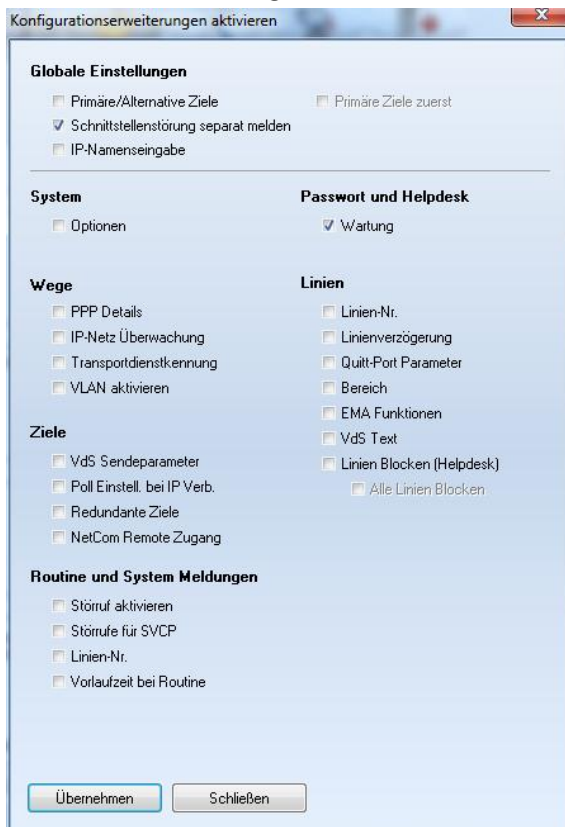 Konfigurationserweiterungen aktivieren
Globale Einstellungen
Primäre/Alternative Ziele
Primäre Ziele zuerst
Schnittstellenstörung separat melden
IP-Namenseingabe
System
Optionen
Passwort und Helpdesk
Wartung
Wege
PPP Details
IP-Netz Überwachung
Transportdienstkennung
VLAN aktivieren
Linien
Linien-Nr.
Linienverzögerung
Quitt-Port Parameter
Bereich
EMA Funktionen
VdS Text
Linien Blocken (Helpdesk)
Alle Linien Blocken
Ziele
VdS Sendeparameter
Poll Einstell. bei IP Verb.
Redundante Ziele
NetCom Remote Zugang
Routine und System Meldungen
Störruf aktivieren
Störrufe für SVCP
Linien-Nr.
Vorlaufzeit bei Routine
Übernehmen
Schließen